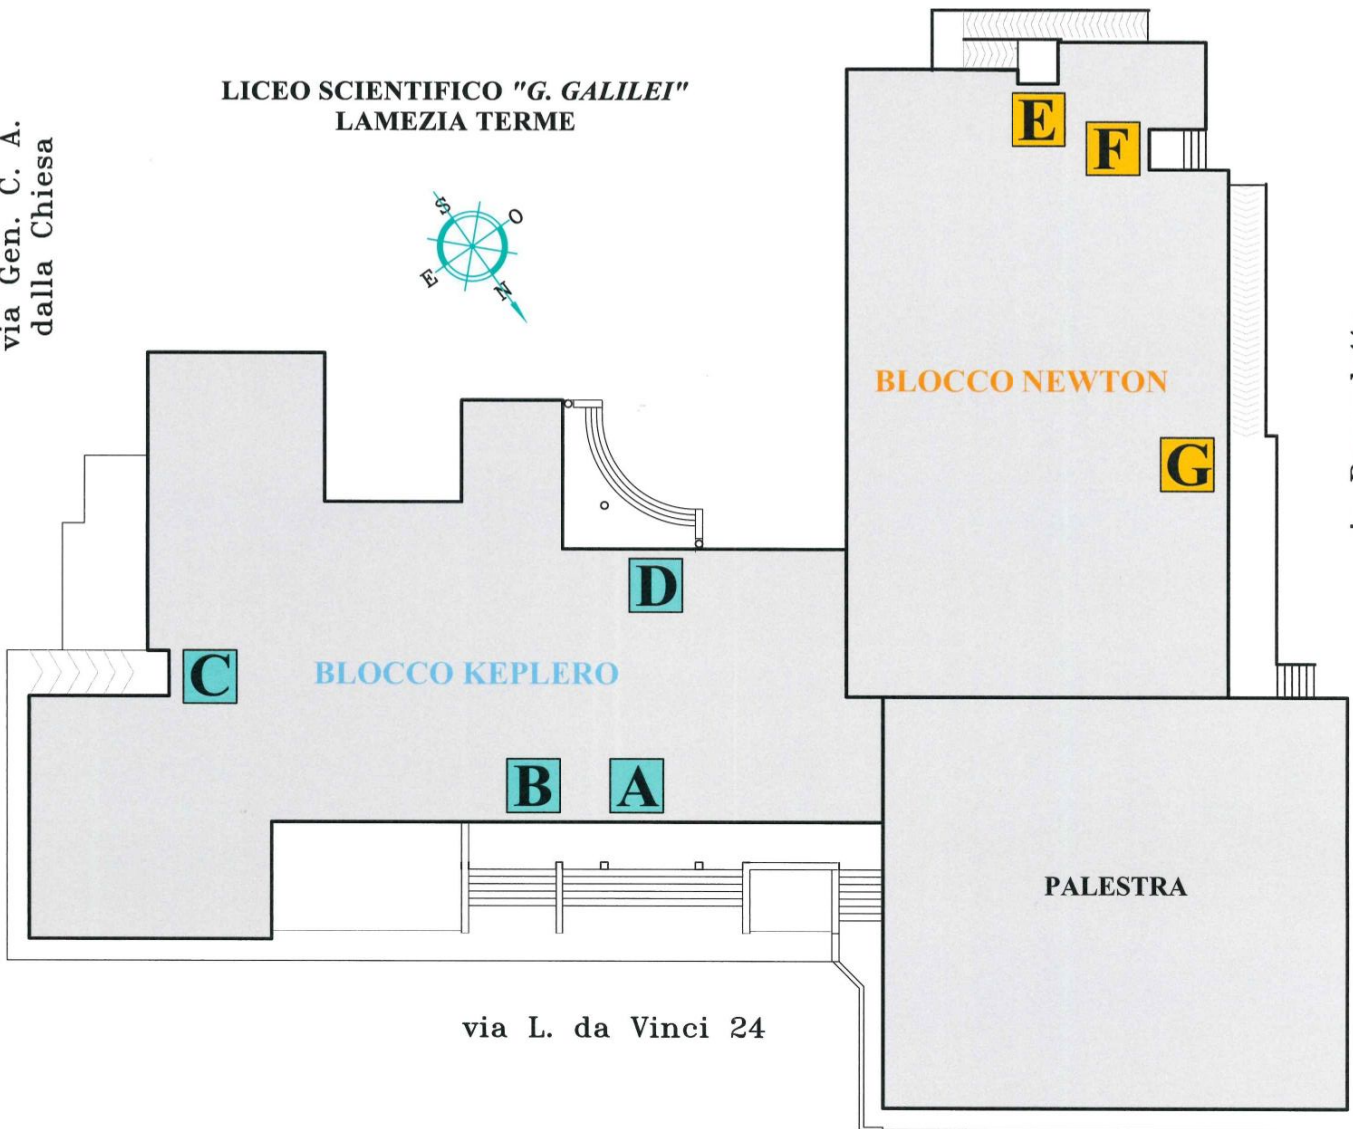 LICEO SCIENTIFICO "G. GALILEI"
LAMEZIA TERME
via Gen. C. A.
dalla Chiesa
S
O
E
N
E
F
BLOCCO NEWTON
G
D
C
BLOCCO KEPLERO
B
A
PALESTRA
via L. da Vinci 24